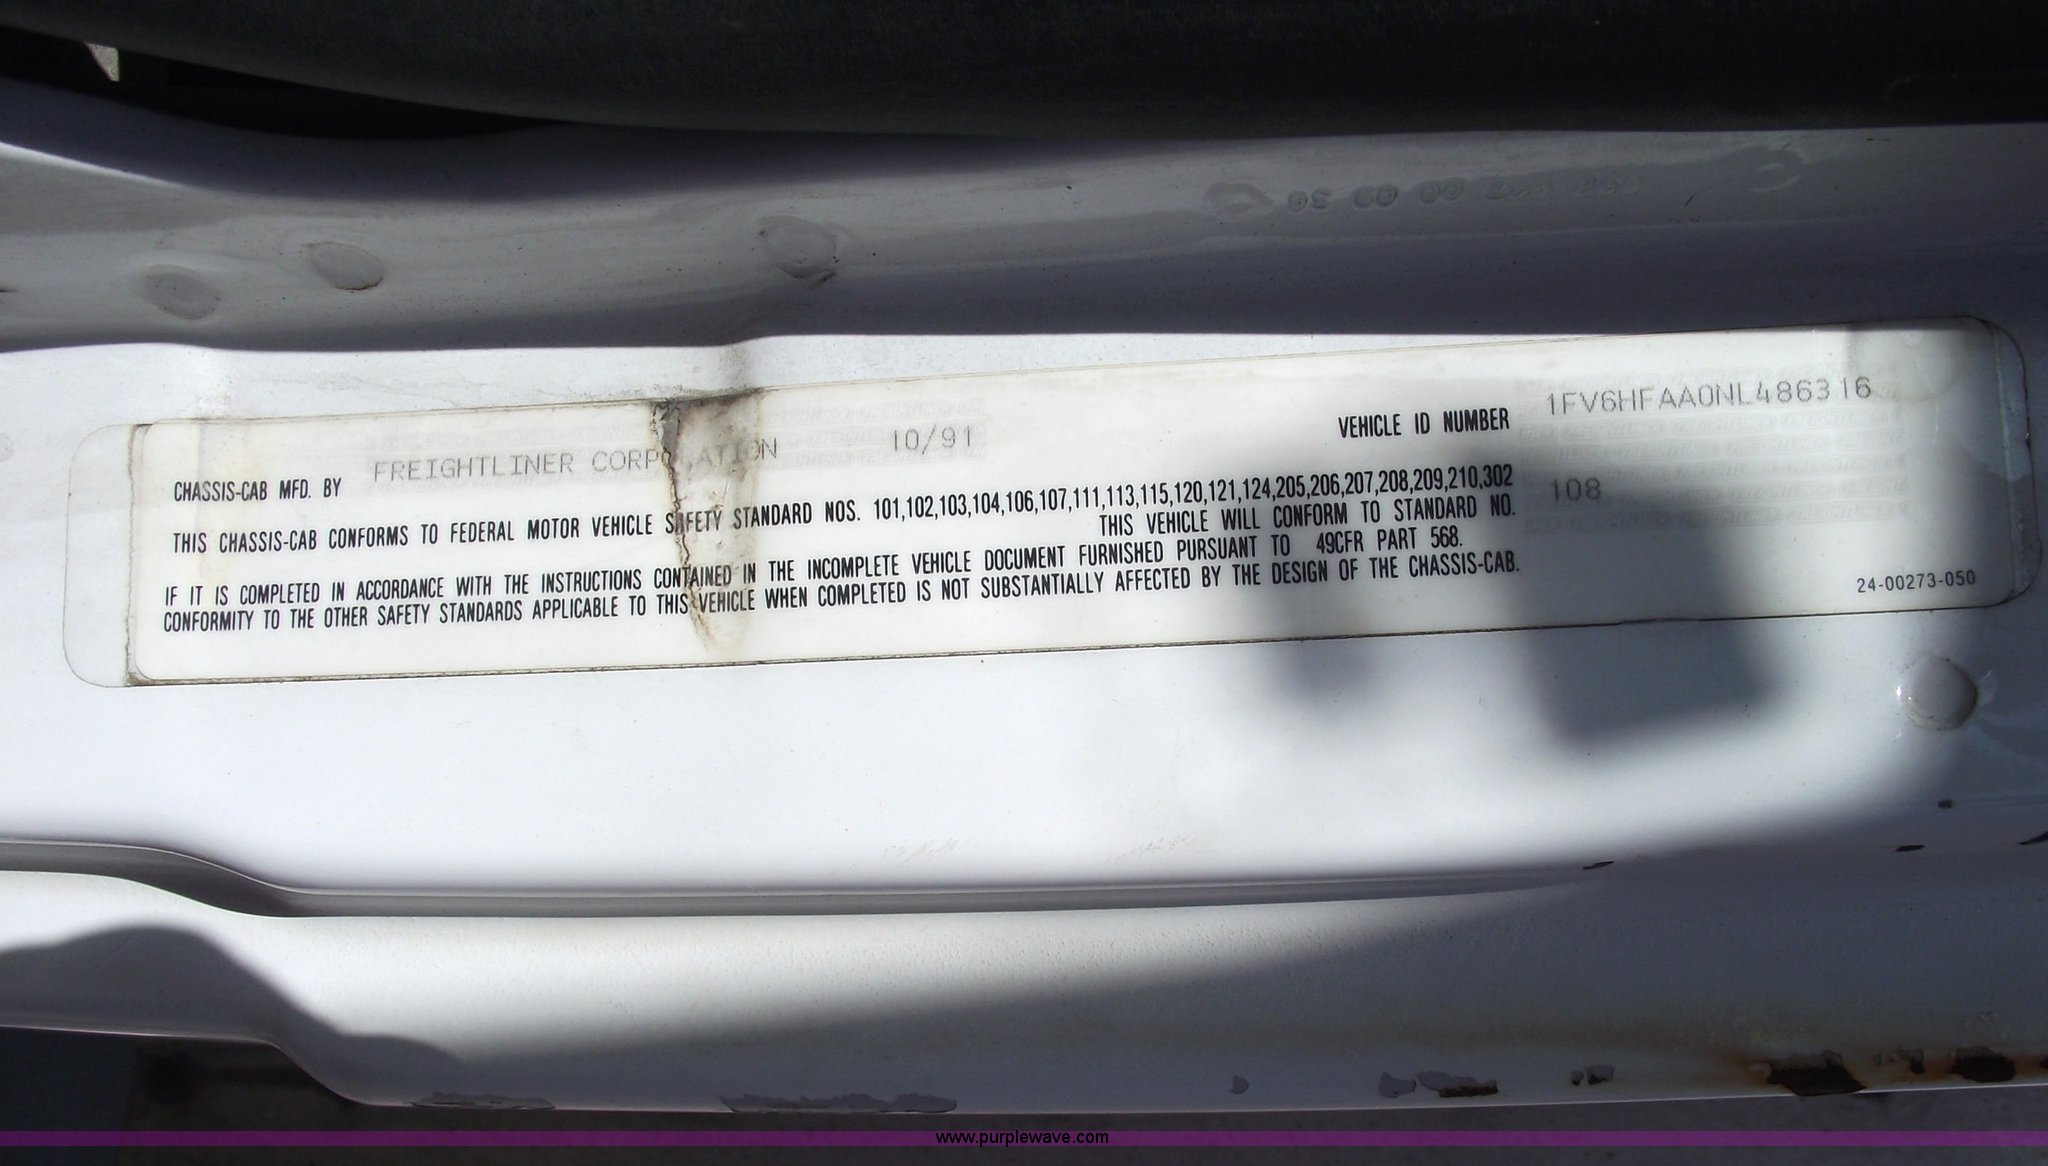 CHASSIS-CAB MFD. BY FREIGHTLINER CORPORATION 10/91 VEHICLE ID NUMBER 1FV6HFAA0NL486316
THIS CHASSIS-CAB CONFORMS TO FEDERAL MOTOR VEHICLE SAFETY STANDARD NOS. 101,102,103,104,106,107,111,113,115,120,121,124,205,206,207,208,209,210,302
THIS VEHICLE WILL CONFORM TO STANDARD NO. 108
IF IT IS COMPLETED IN ACCORDANCE WITH THE INSTRUCTIONS CONTAINED IN THE INCOMPLETE VEHICLE DOCUMENT FURNISHED PURSUANT TO 49CFR PART 568.
CONFORMITY TO THE OTHER SAFETY STANDARDS APPLICABLE TO THIS VEHICLE WHEN COMPLETED IS NOT SUBSTANTIALLY AFFECTED BY THE DESIGN OF THE CHASSIS-CAB.
24-00273-050
www.purplewave.com